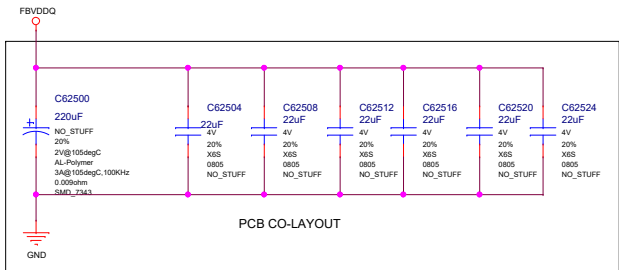 FBVDDQ
C62500
220uF
NO_STUFF
20%
2V@105degC
AL-Polymer
3A@105degC,100KHz
0.009ohm
SMD_7343
C62504
22uF
4V
20%
X6S
0805
NO_STUFF
C62508
22uF
4V
20%
X6S
0805
NO_STUFF
C62512
22uF
4V
20%
X6S
0805
NO_STUFF
C62516
22uF
4V
20%
X6S
0805
NO_STUFF
C62520
22uF
4V
20%
X6S
0805
NO_STUFF
C62524
22uF
4V
20%
X6S
0805
NO_STUFF
PCB CO-LAYOUT
GND